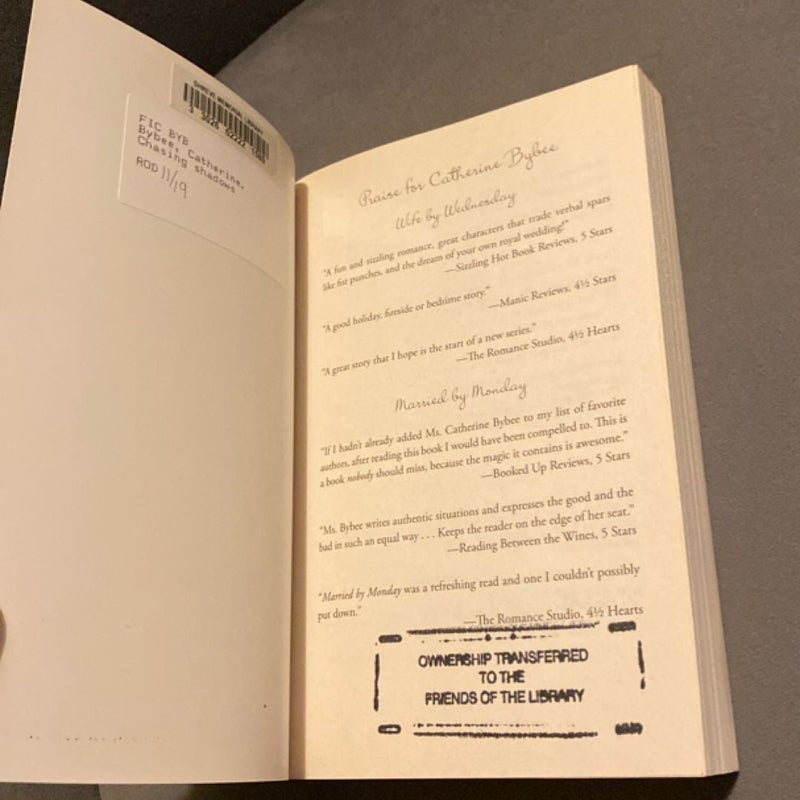 SHREVE MEMORIAL LIBRARY
FIC BYB
Bybee, Catherine.
Chasing shadows
ROD 11/19
Praise for Catherine Bybee
Wife by Wednesday
“A fun and sizzling romance, great characters that trade verbal spars
like fist punches, and the dream of your own royal wedding!”
—Sizzling Hot Book Reviews, 5 Stars
“A good holiday, fireside or bedtime story.”
—Manic Reviews, 4½ Stars
“A great story that I hope is the start of a new series.”
—The Romance Studio, 4½ Hearts
Married by Monday
“If I hadn’t already added Ms. Catherine Bybee to my list of favorite
authors, after reading this book I would have been compelled to. This is
a book nobody should miss, because the magic it contains is awesome.”
—Booked Up Reviews, 5 Stars
“Ms. Bybee writes authentic situations and expresses the good and the
bad in such an equal way . . . Keeps the reader on the edge of her seat.”
—Reading Between the Wines, 5 Stars
“Married by Monday was a refreshing read and one I couldn’t possibly
put down.”
—The Romance Studio, 4½ Hearts
OWNERSHIP TRANSFERRED
TO THE
FRIENDS OF THE LIBRARY